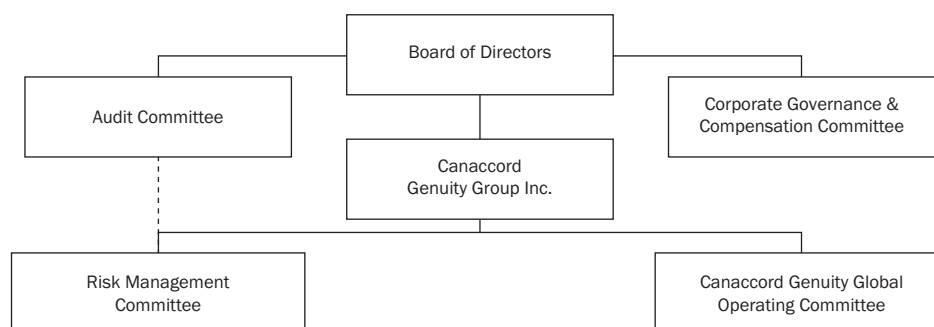 Board of Directors
Audit Committee
Corporate Governance &
Compensation Committee
Canaccord
Genuity Group Inc.
Risk Management
Committee
Canaccord Genuity Global
Operating Committee